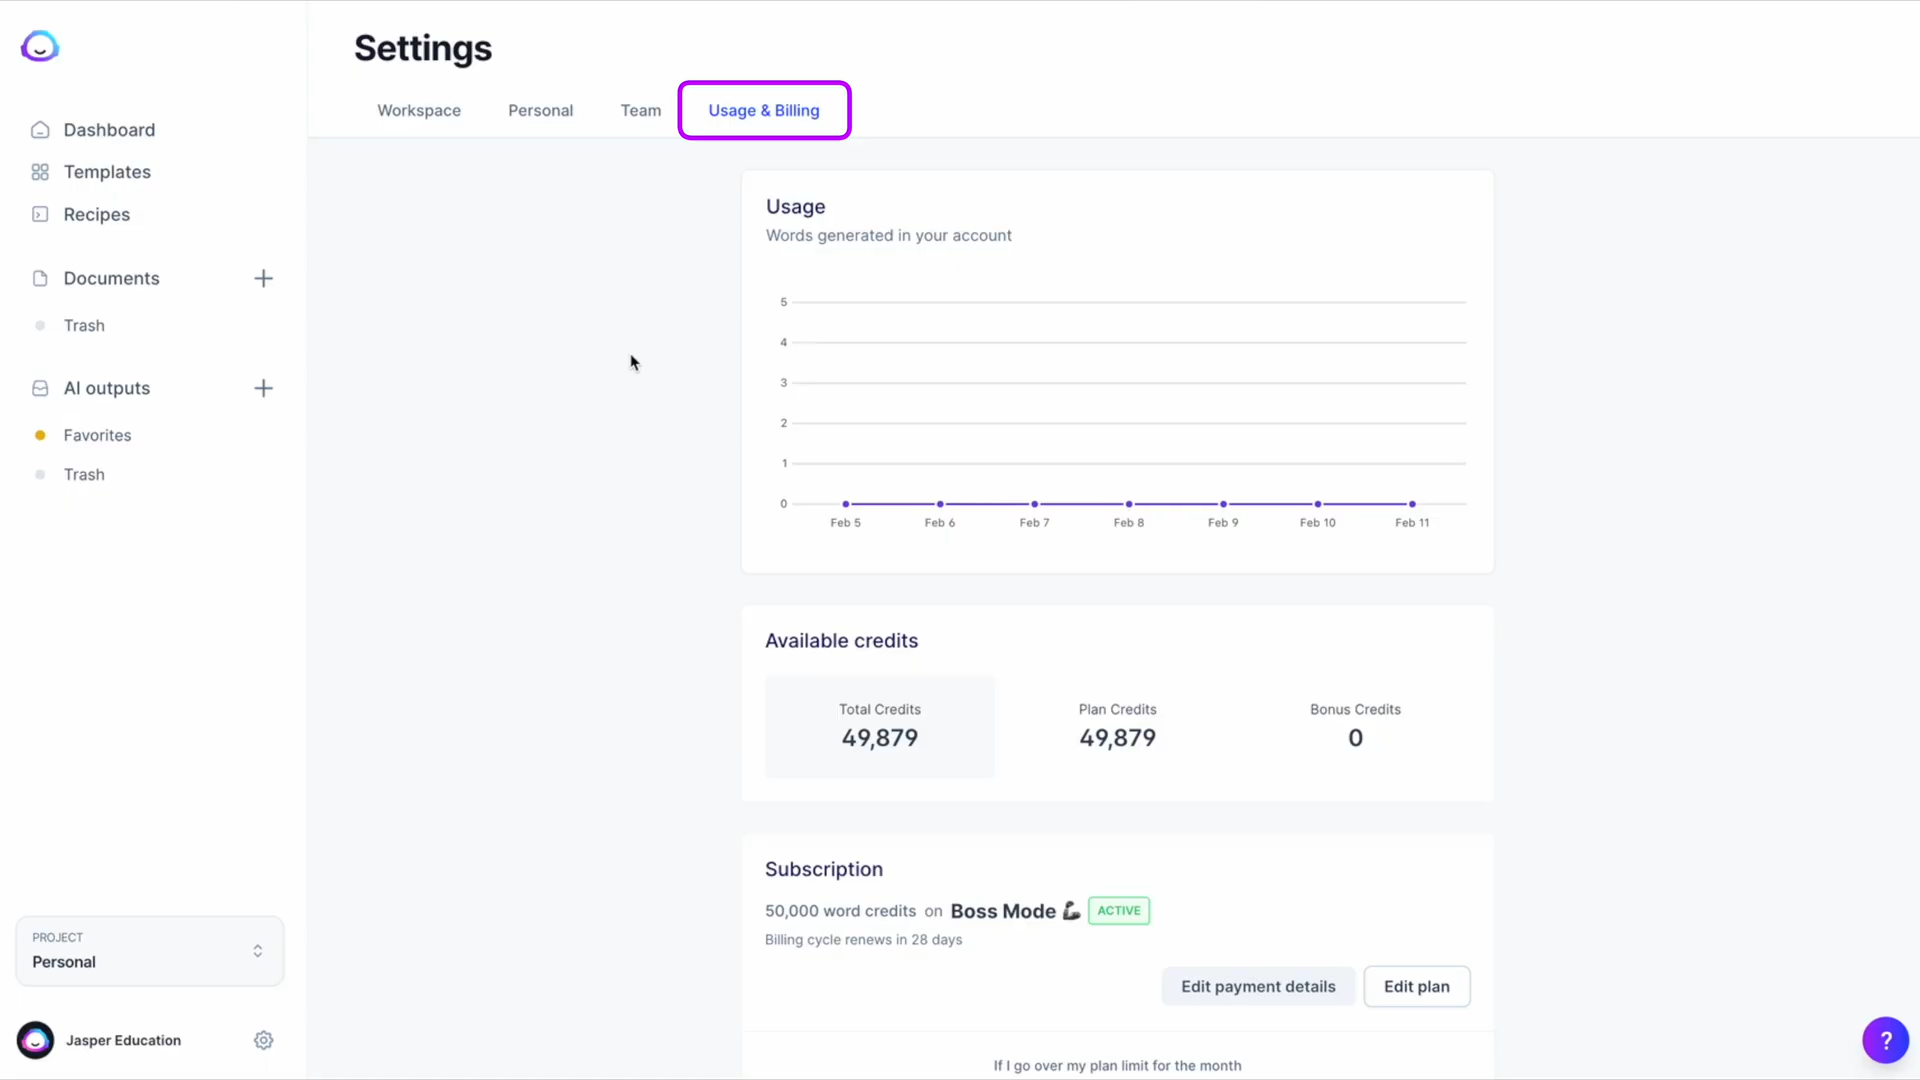 Settings
Workspace
Personal
Team
Usage & Billing
Dashboard
Templates
Recipes
Documents
Trash
AI outputs
Favorites
Trash
PROJECT
Personal
Jasper Education
Usage
Words generated in your account
5
4
3
2
1
0
Feb 5 Feb 6 Feb 7 Feb 8 Feb 9 Feb 10 Feb 11
Available credits
Total Credits
49,879
Plan Credits
49,879
Bonus Credits
0
Subscription
50,000 word credits on Boss Mode ACTIVE
Billing cycle renews in 28 days
Edit payment details
Edit plan
If I go over my plan limit for the month
?